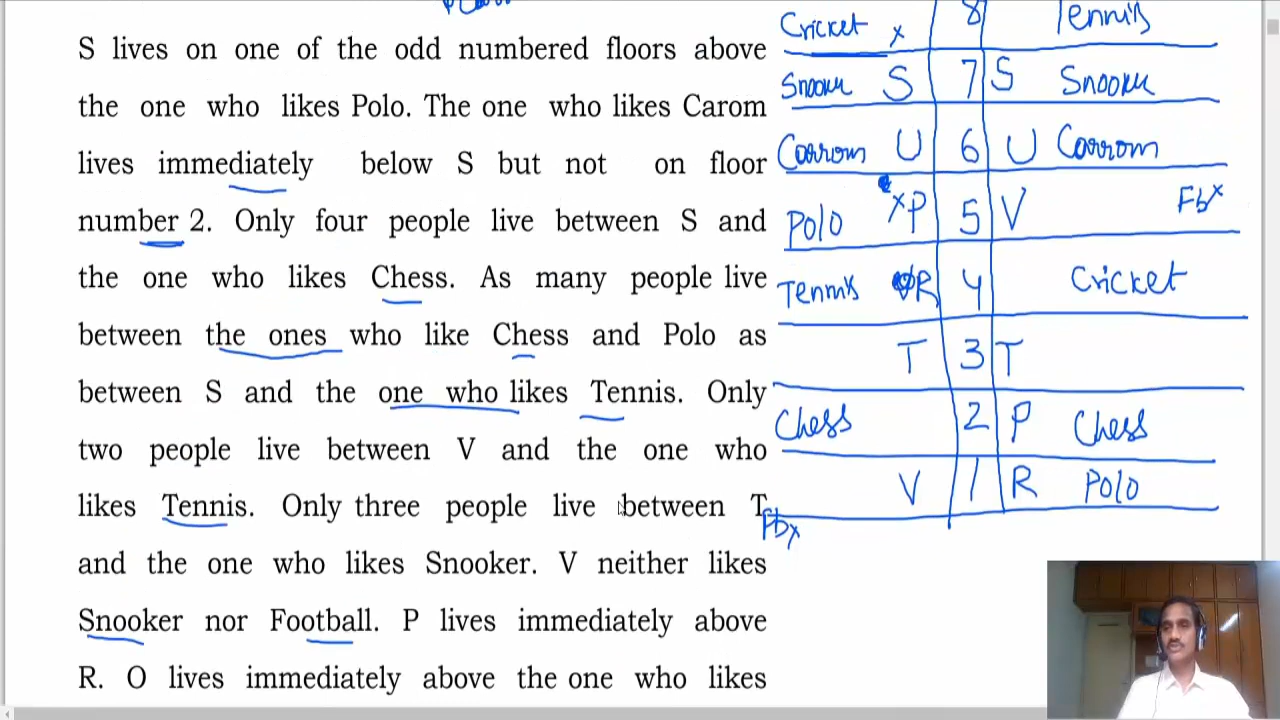 S lives on one of the odd numbered floors above
the one who likes Polo. The one who likes Carom
lives immediately below S but not on floor
number 2. Only four people live between S and
the one who likes Chess. As many people live
between the ones who like Chess and Polo as
between S and the one who likes Tennis. Only
two people live between V and the one who
likes Tennis. Only three people live between T
and the one who likes Snooker. V neither likes
Snooker nor Football. P lives immediately above
R. O lives immediately above the one who likes
Cricket x 8 Tennis
Snooker S 7 S Snooker
Carrom U 6 U Carrom
Polo x P 5 V Fbx
Tennis R 4 Cricket
T 3 T
Chess 2 P Chess
V 1 R Polo
Fbx